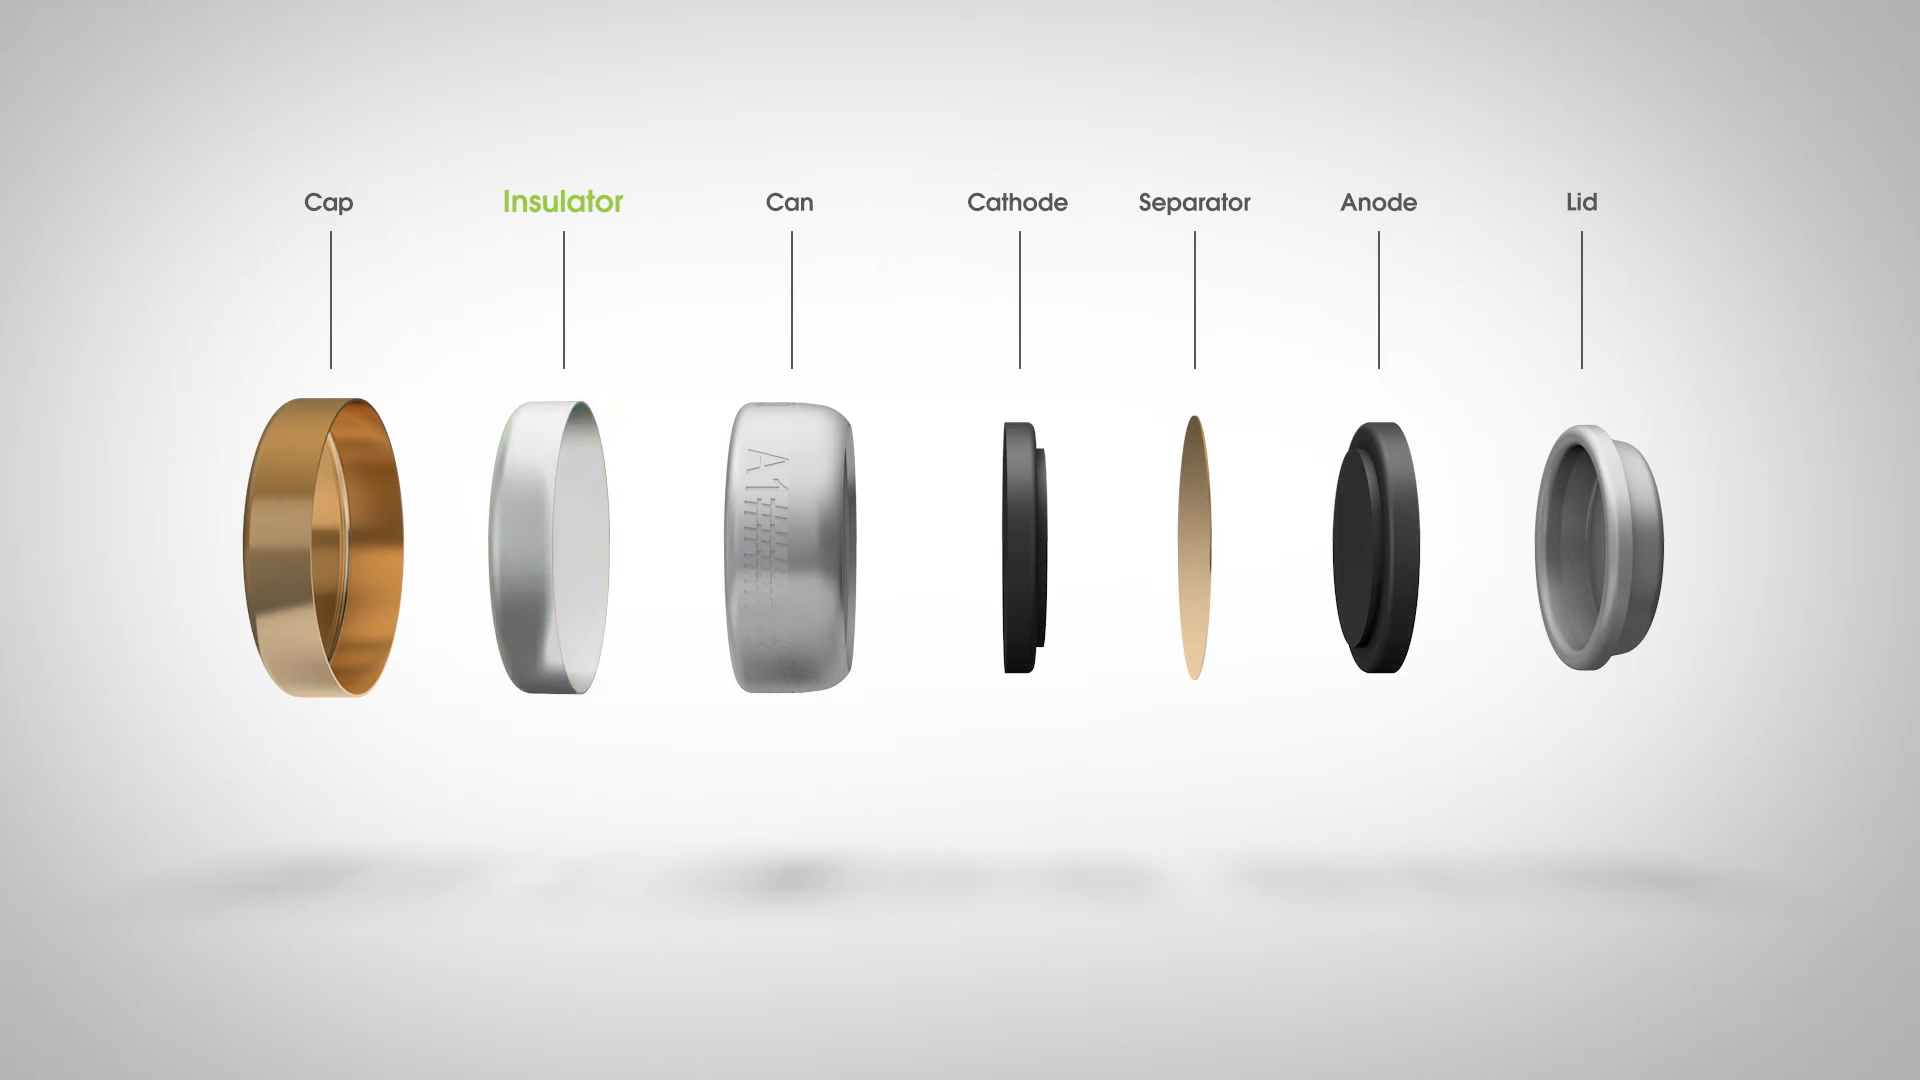 Cap
Insulator
Can
Cathode
Separator
Anode
Lid